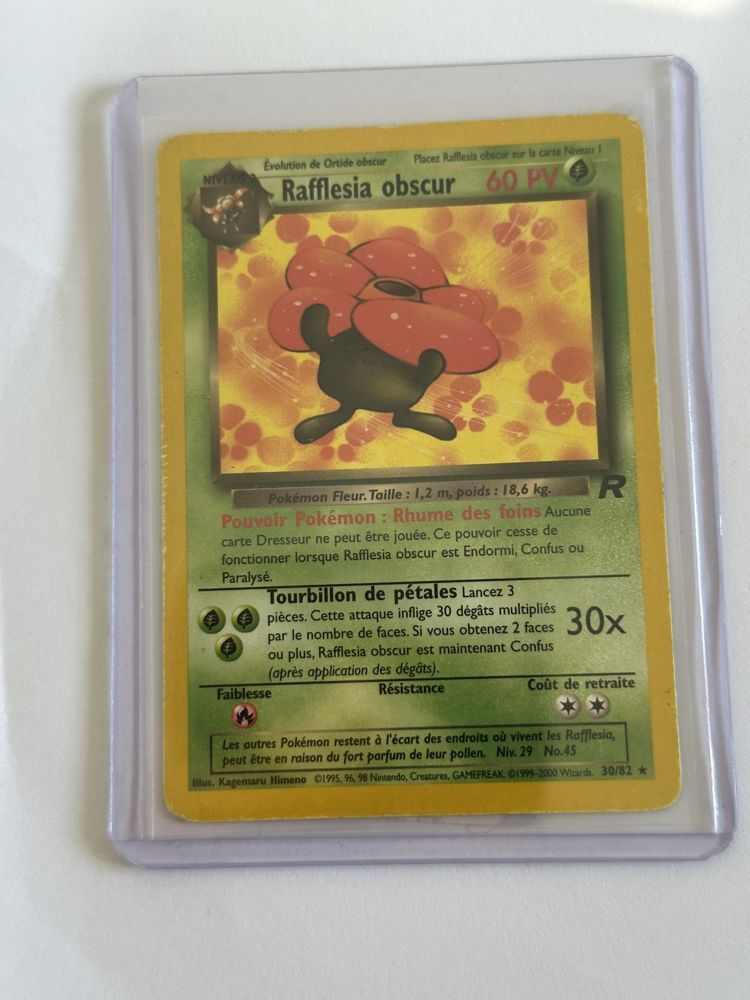 Évolution de Ortide obscur Placez Rafflesia obscur sur la carte Niveau 1
NIVEAU 2
Rafflesia obscur 60 PV
Pokémon Fleur. Taille : 1,2 m, poids : 18,6 kg.
R
Pouvoir Pokémon : Rhume des foins Aucune
carte Dresseur ne peut être jouée. Ce pouvoir cesse de
fonctionner lorsque Rafflesia obscur est Endormi, Confus ou
Paralysé.
Tourbillon de pétales Lancez 3
pièces. Cette attaque inflige 30 dégâts multipliés
par le nombre de faces. Si vous obtenez 2 faces
ou plus, Rafflesia obscur est maintenant Confus
(après application des dégâts).
30x
Faiblesse Résistance Coût de retraite
Les autres Pokémon restent à l'écart des endroits où vivent les Rafflesia,
peut être en raison du fort parfum de leur pollen. Niv. 29 No.45
Illus. Kagemaru Himeno ©1995, 96, 98 Nintendo, Creatures, GAMEFREAK. ©1999-2000 Wizards. 30/82 ★